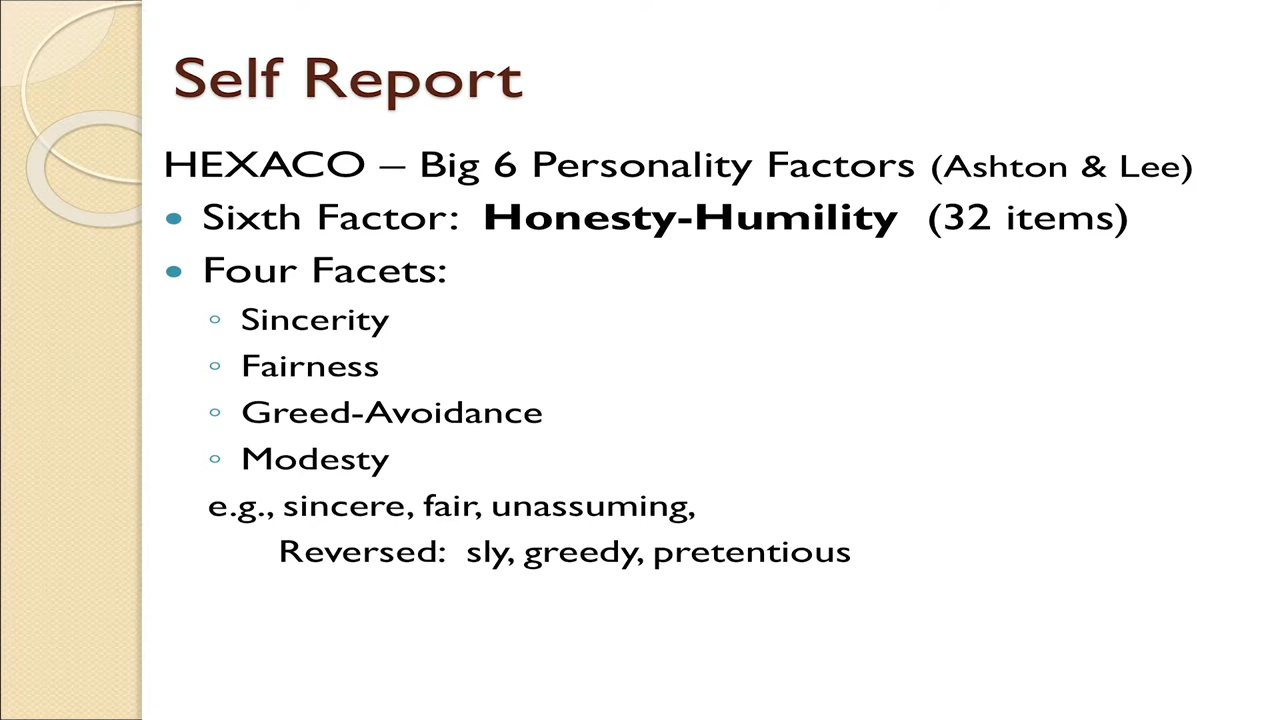 Self Report
HEXACO – Big 6 Personality Factors (Ashton & Lee)
• Sixth Factor: Honesty-Humility (32 items)
• Four Facets:
◦ Sincerity
◦ Fairness
◦ Greed-Avoidance
◦ Modesty
e.g., sincere, fair, unassuming,
Reversed: sly, greedy, pretentious